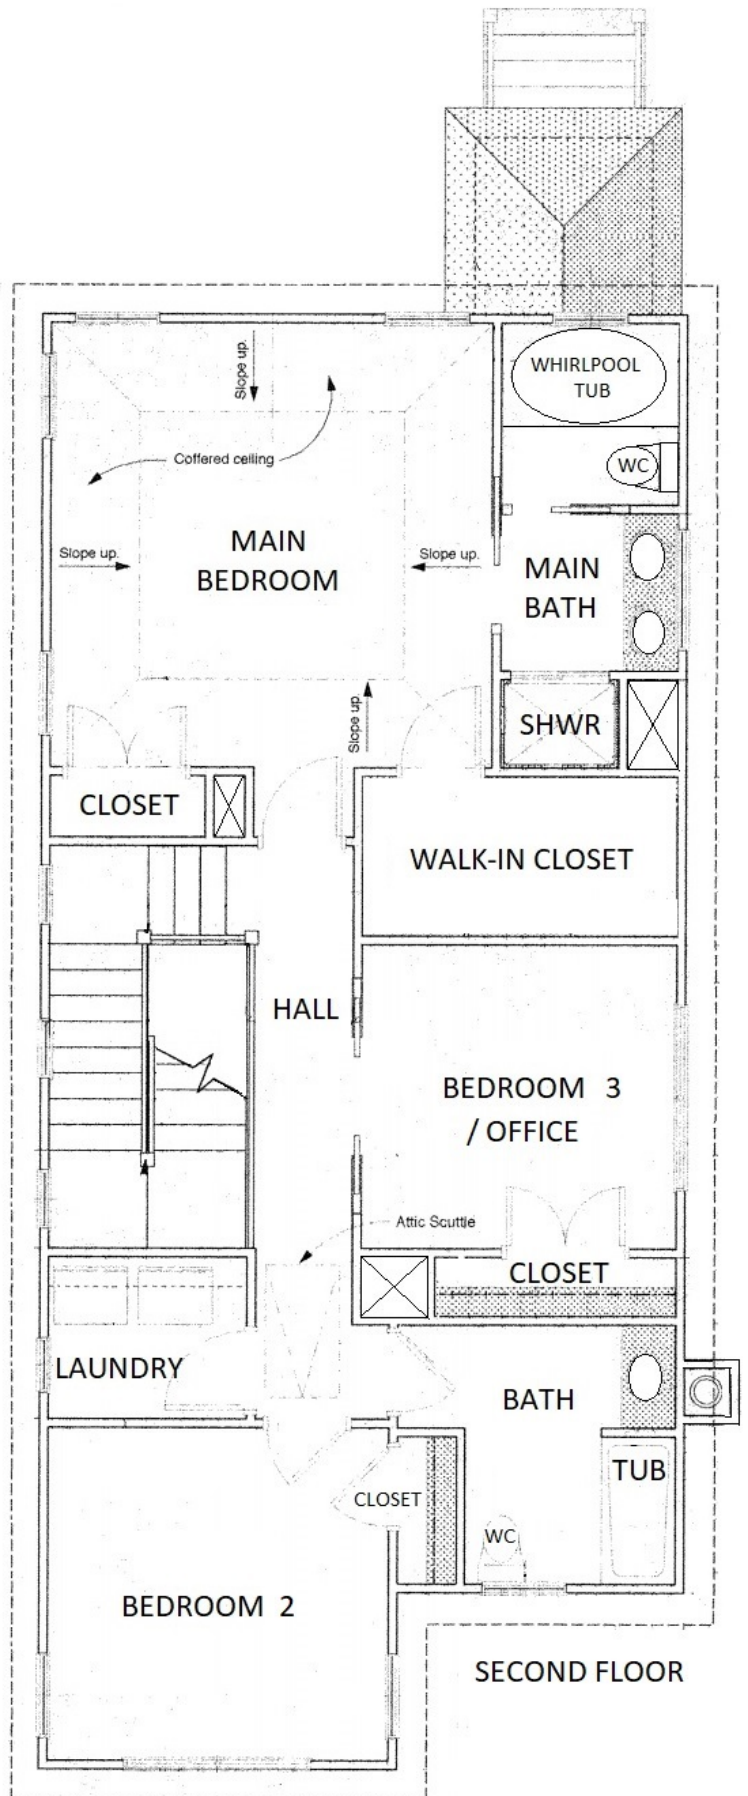 WHIRLPOOL
TUB
Slope up.
Coffered ceiling
WC
MAIN
BEDROOM
Slope up.
Slope up.
MAIN
BATH
Slope up.
SHWR
CLOSET
WALK-IN CLOSET
HALL
BEDROOM 3
/ OFFICE
Attic Scuttle
CLOSET
LAUNDRY
BATH
TUB
CLOSET
WC
BEDROOM 2
SECOND FLOOR